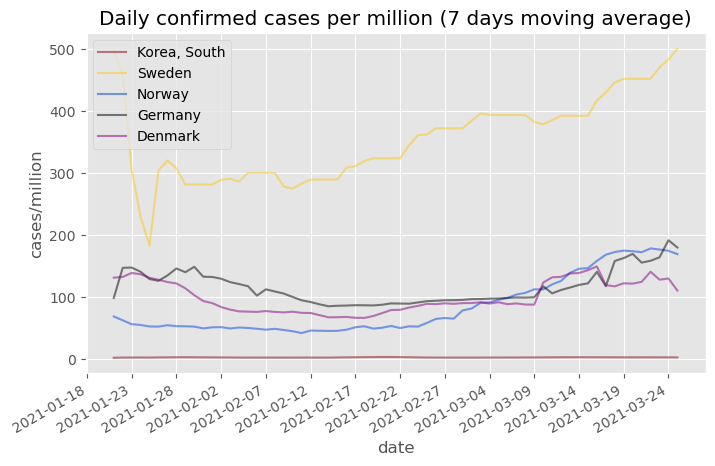 Daily confirmed cases per million (7 days moving average)
Korea, South
Sweden
Norway
Germany
Denmark
500
400
300
200
100
0
cases/million
2021-01-18
2021-01-23
2021-01-28
2021-02-02
2021-02-07
2021-02-12
2021-02-17
2021-02-22
2021-02-27
2021-03-04
2021-03-09
2021-03-14
2021-03-19
2021-03-24
date